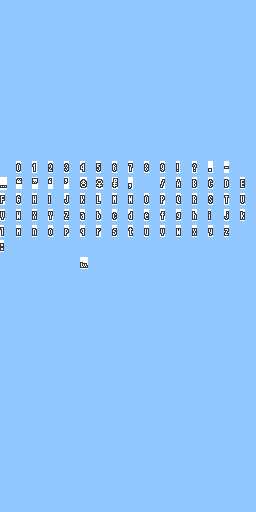 0 1 2 3 4 5 6 7 8 9 ! ? . -
… “ ” ‘ ’ ♂ ♀ , / A B C D E
F G H I J K L M N O P Q R S T U
V W X Y Z a b c d e f g h i j k
l m n o p q r s t u v w x y z
: